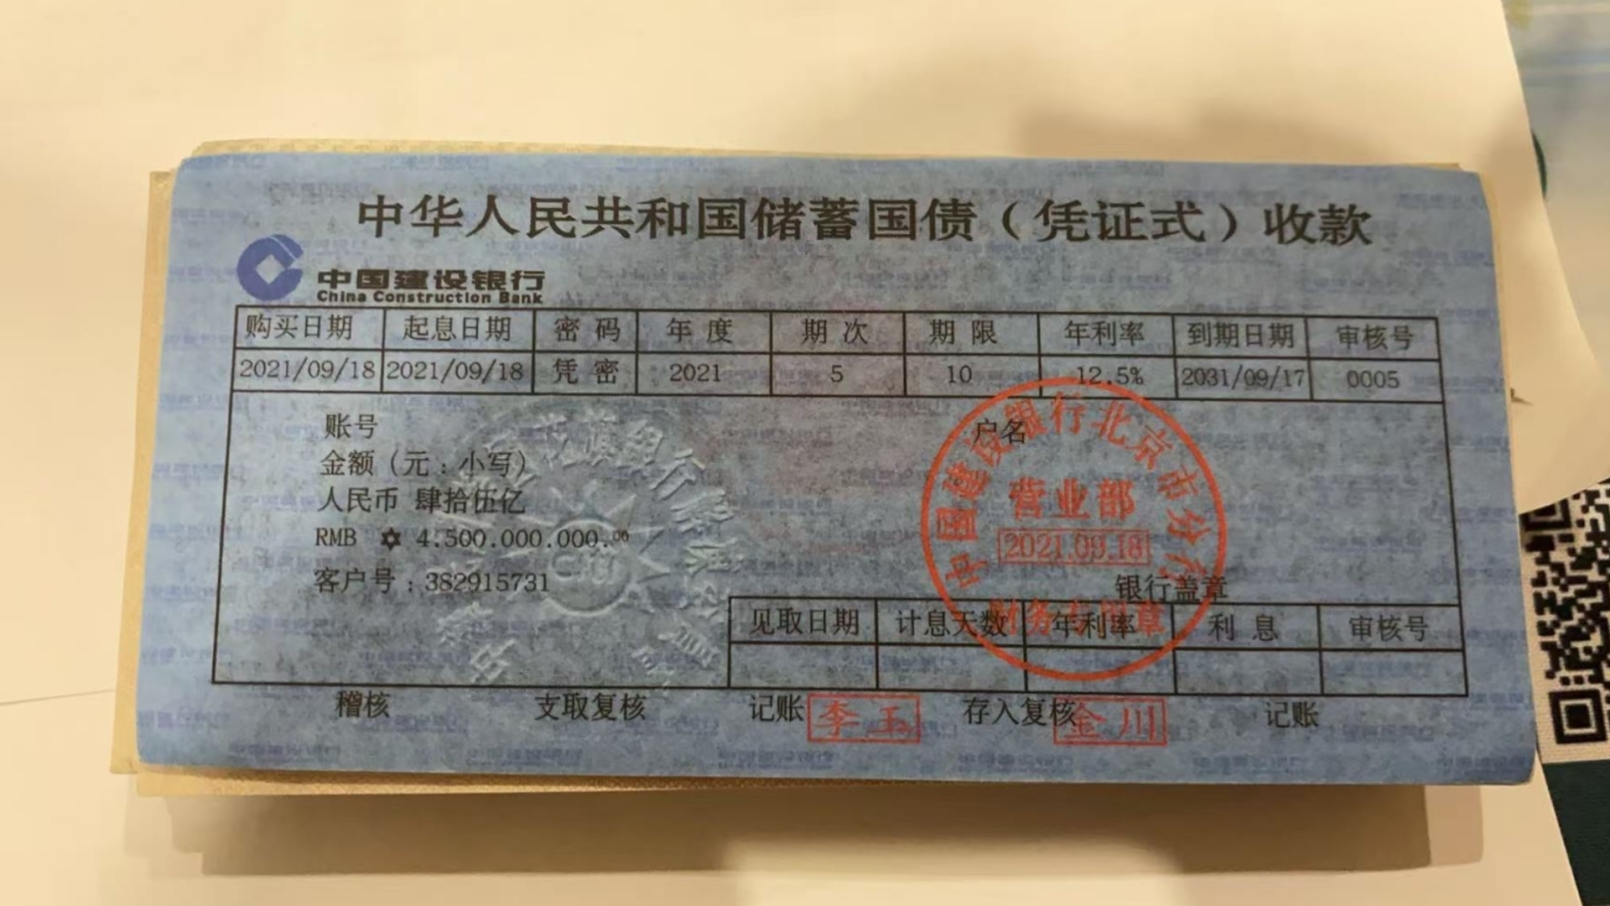 中华人民共和国储蓄国债（凭证式）收款
中国建设银行
China Construction Bank
购买日期 起息日期 密 码 年 度 期 次 期 限 年利率 到期日期 审核号
2021/09/18 2021/09/18 凭 密 2021 5 10 12.5% 2031/09/17 0005
账号
户名
金额（元：小写）
人民币 肆拾伍亿
RMB ✡ 4.500.000.000.00
客户号：382915731
中国建设银行北京市分行
营业部
2021.09.18
财务专用章
银行盖章
见取日期 计息天数 年利率 利 息 审核号
稽核 支取复核 记账 李玉 存入复核 金川 记账